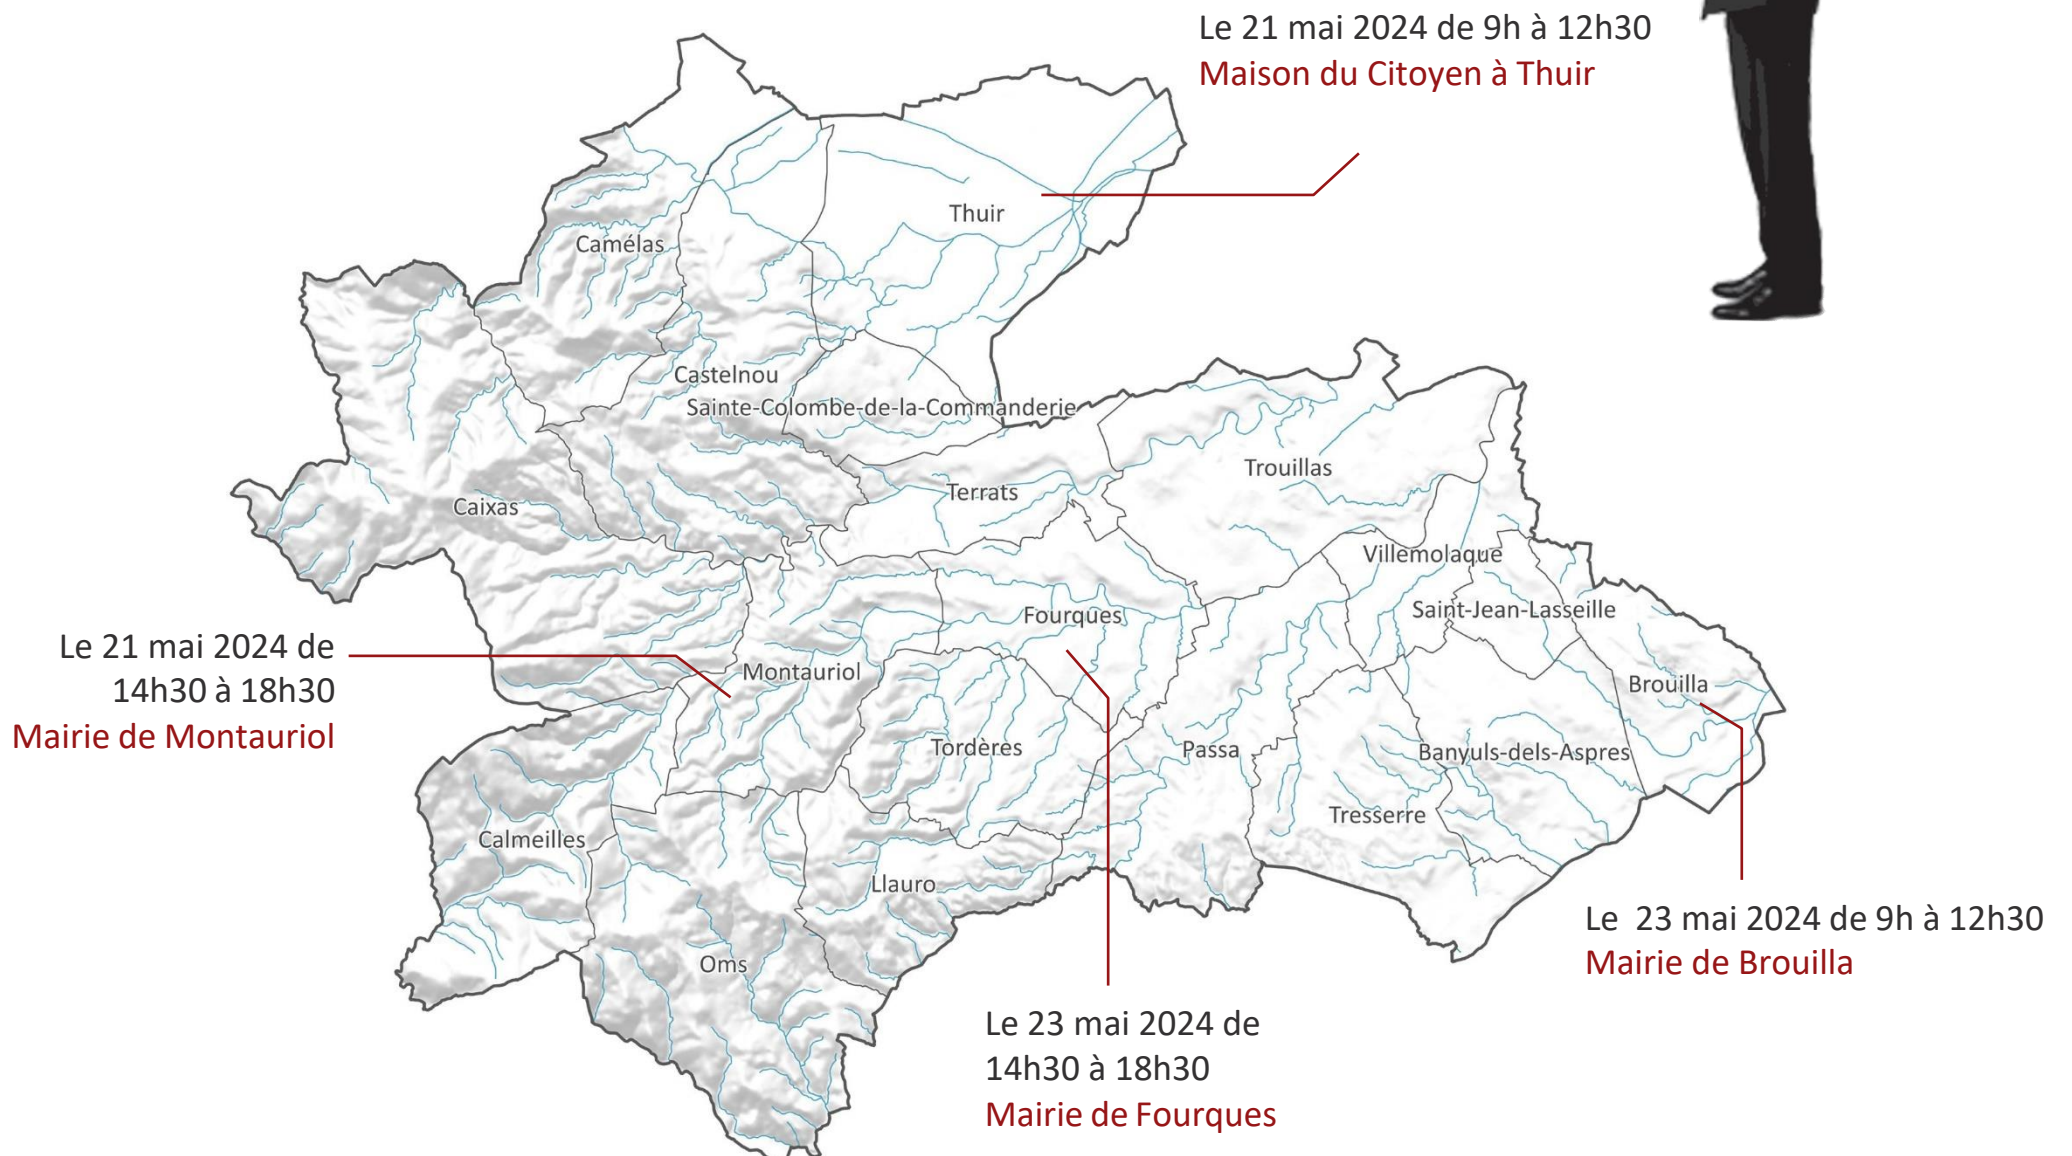 Le 21 mai 2024 de 9h à 12h30
Maison du Citoyen à Thuir
Thuir
Camélas
Castelnou
Sainte-Colombe-de-la-Commanderie
Trouillas
Terrats
Caixas
Villemolaque
Saint-Jean-Lasseille
Fourques
Le 21 mai 2024 de
14h30 à 18h30
Mairie de Montauriol
Montauriol
Brouilla
Tordères
Passa
Banyuls-dels-Aspres
Tresserre
Calmeilles
Llauro
Oms
Le  23 mai 2024 de 9h à 12h30
Mairie de Brouilla
Le 23 mai 2024 de
14h30 à 18h30
Mairie de Fourques